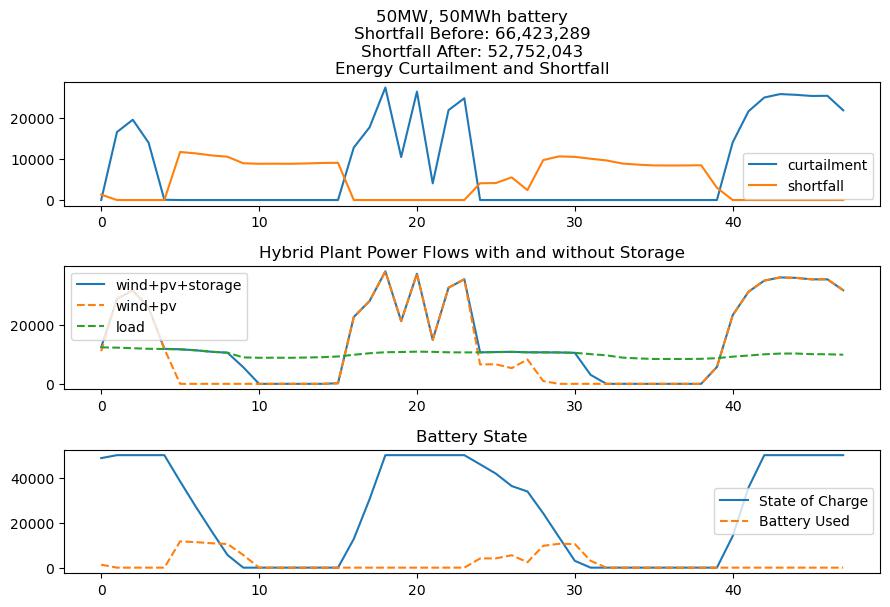 50MW, 50MWh battery
Shortfall Before: 66,423,289
Shortfall After: 52,752,043
Energy Curtailment and Shortfall
20000
10000
0
curtailment
shortfall
0
10
20
30
40
Hybrid Plant Power Flows with and without Storage
20000
0
wind+pv+storage
wind+pv
load
0
10
20
30
40
Battery State
40000
20000
0
State of Charge
Battery Used
0
10
20
30
40